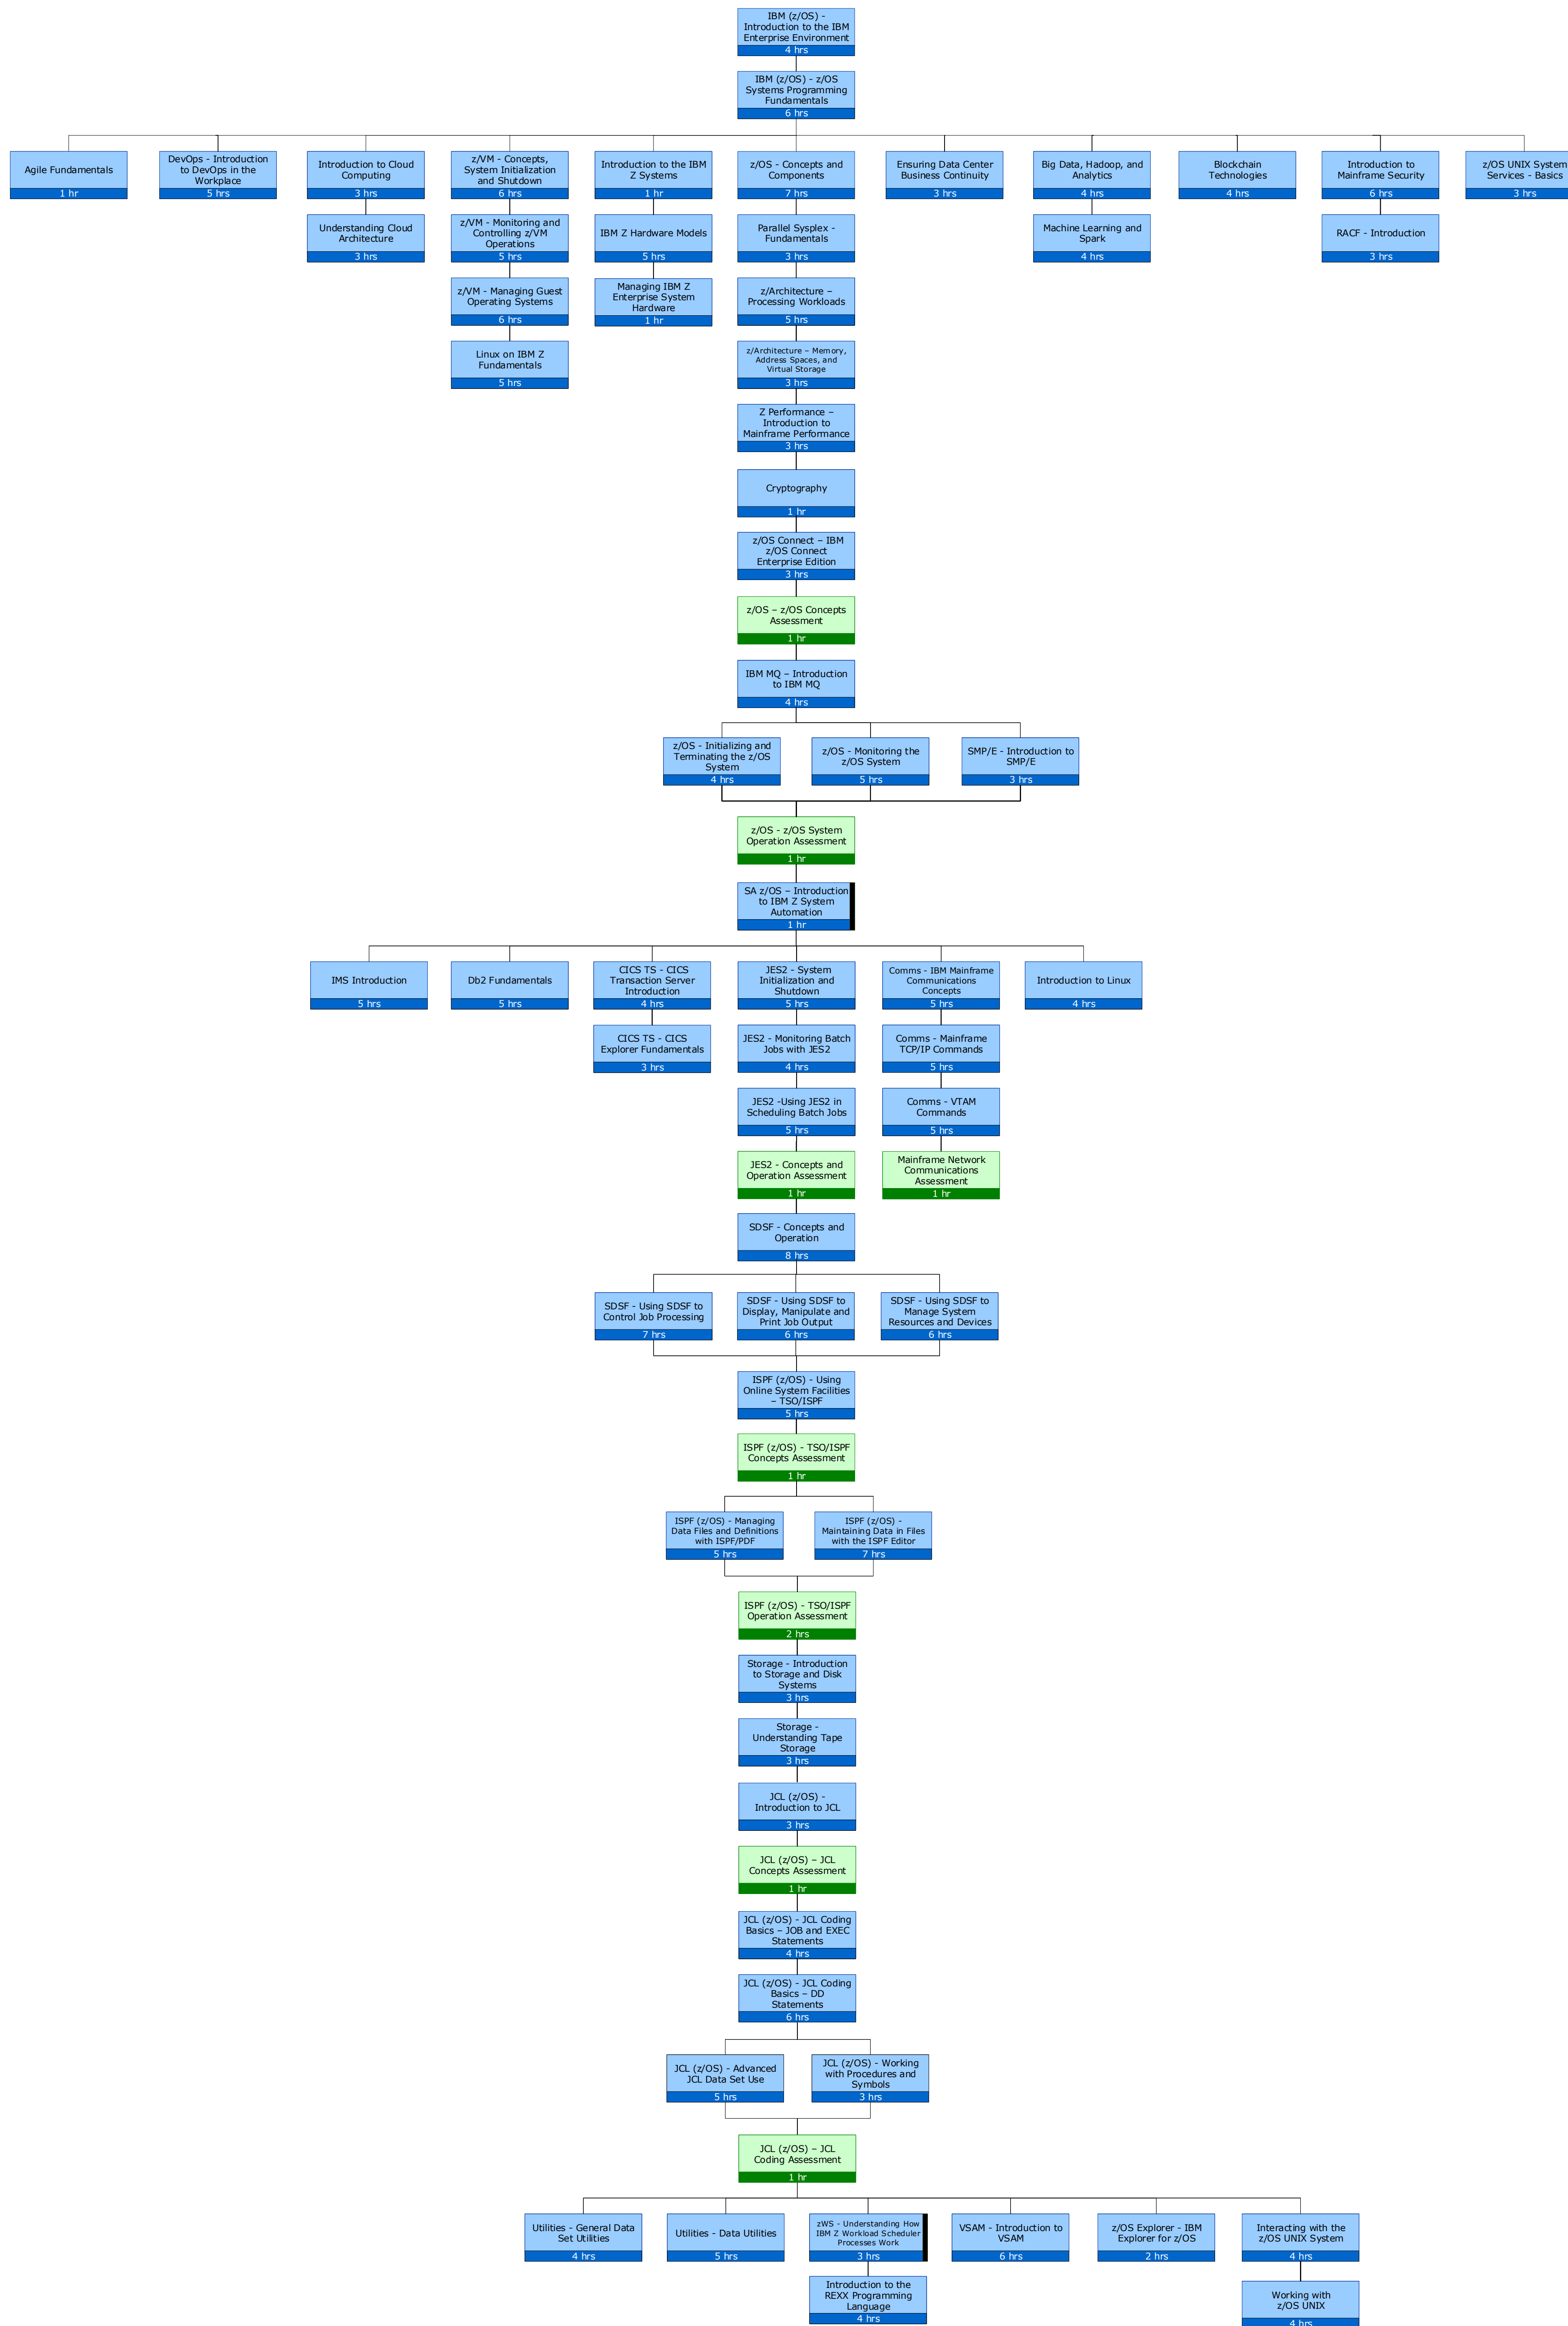 IBM (z/OS) -
Introduction to the IBM
Enterprise Environment
4 hrs
IBM (z/OS) - z/OS
Systems Programming
Fundamentals
6 hrs
Agile Fundamentals
1 hr
DevOps - Introduction
to DevOps in the
Workplace
5 hrs
Introduction to Cloud
Computing
3 hrs
z/VM - Concepts,
System Initialization
and Shutdown
6 hrs
Introduction to the IBM
Z Systems
1 hr
z/OS - Concepts and
Components
7 hrs
Ensuring Data Center
Business Continuity
3 hrs
Big Data, Hadoop, and
Analytics
4 hrs
Blockchain
Technologies
4 hrs
Introduction to
Mainframe Security
6 hrs
z/OS UNIX System
Services - Basics
3 hrs
Understanding Cloud
Architecture
3 hrs
z/VM - Monitoring and
Controlling z/VM
Operations
5 hrs
IBM Z Hardware Models
5 hrs
Parallel Sysplex -
Fundamentals
3 hrs
Machine Learning and
Spark
4 hrs
RACF - Introduction
3 hrs
z/VM - Managing Guest
Operating Systems
6 hrs
Managing IBM Z
Enterprise System
Hardware
1 hr
z/Architecture –
Processing Workloads
5 hrs
Linux on IBM Z
Fundamentals
5 hrs
z/Architecture – Memory,
Address Spaces, and
Virtual Storage
3 hrs
Z Performance –
Introduction to
Mainframe Performance
3 hrs
Cryptography
1 hr
z/OS Connect – IBM
z/OS Connect
Enterprise Edition
3 hrs
z/OS – z/OS Concepts
Assessment
1 hr
IBM MQ – Introduction
to IBM MQ
4 hrs
z/OS - Initializing and
Terminating the z/OS
System
4 hrs
z/OS - Monitoring the
z/OS System
5 hrs
SMP/E - Introduction to
SMP/E
3 hrs
z/OS - z/OS System
Operation Assessment
1 hr
SA z/OS – Introduction
to IBM Z System
Automation
1 hr
IMS Introduction
5 hrs
Db2 Fundamentals
5 hrs
CICS TS - CICS
Transaction Server
Introduction
4 hrs
JES2 - System
Initialization and
Shutdown
5 hrs
Comms - IBM Mainframe
Communications
Concepts
5 hrs
Introduction to Linux
4 hrs
CICS TS - CICS
Explorer Fundamentals
3 hrs
JES2 - Monitoring Batch
Jobs with JES2
4 hrs
Comms - Mainframe
TCP/IP Commands
5 hrs
JES2 -Using JES2 in
Scheduling Batch Jobs
5 hrs
Comms - VTAM
Commands
5 hrs
JES2 - Concepts and
Operation Assessment
1 hr
Mainframe Network
Communications
Assessment
1 hr
SDSF - Concepts and
Operation
8 hrs
SDSF - Using SDSF to
Control Job Processing
7 hrs
SDSF - Using SDSF to
Display, Manipulate and
Print Job Output
6 hrs
SDSF - Using SDSF to
Manage System
Resources and Devices
6 hrs
ISPF (z/OS) - Using
Online System Facilities
– TSO/ISPF
5 hrs
ISPF (z/OS) - TSO/ISPF
Concepts Assessment
1 hr
ISPF (z/OS) - Managing
Data Files and Definitions
with ISPF/PDF
5 hrs
ISPF (z/OS) -
Maintaining Data in Files
with the ISPF Editor
7 hrs
ISPF (z/OS) - TSO/ISPF
Operation Assessment
2 hrs
Storage - Introduction
to Storage and Disk
Systems
3 hrs
Storage -
Understanding Tape
Storage
3 hrs
JCL (z/OS) -
Introduction to JCL
3 hrs
JCL (z/OS) – JCL
Concepts Assessment
1 hr
JCL (z/OS) - JCL Coding
Basics – JOB and EXEC
Statements
4 hrs
JCL (z/OS) - JCL Coding
Basics – DD
Statements
6 hrs
JCL (z/OS) - Advanced
JCL Data Set Use
5 hrs
JCL (z/OS) - Working
with Procedures and
Symbols
3 hrs
JCL (z/OS) – JCL
Coding Assessment
1 hr
Utilities - General Data
Set Utilities
4 hrs
Utilities - Data Utilities
5 hrs
zWS - Understanding How
IBM Z Workload Scheduler
Processes Work
3 hrs
VSAM - Introduction to
VSAM
6 hrs
z/OS Explorer - IBM
Explorer for z/OS
2 hrs
Interacting with the
z/OS UNIX System
4 hrs
Introduction to the
REXX Programming
Language
4 hrs
Working with
z/OS UNIX
4 hrs